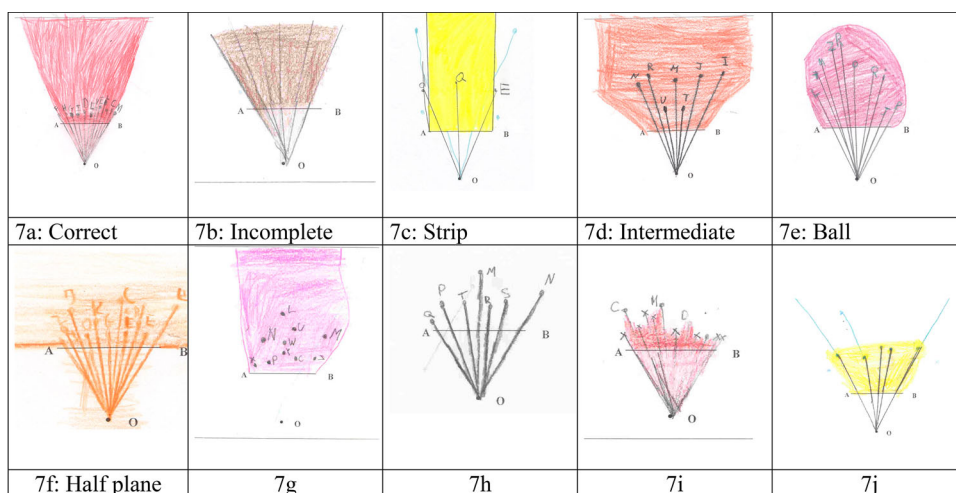 A B
O
7a: Correct
A B
O
7b: Incomplete
Q
A B
O
7c: Strip
N R M J I
U T
A B
O
7d: Intermediate
A B
O
7e: Ball
A B
O
7f: Half plane
L
N U M
W
P C
A B
O
7g
M
P T R S N
Q
A B
O
7h
C M D
A B
O
7i
A B
O
7j